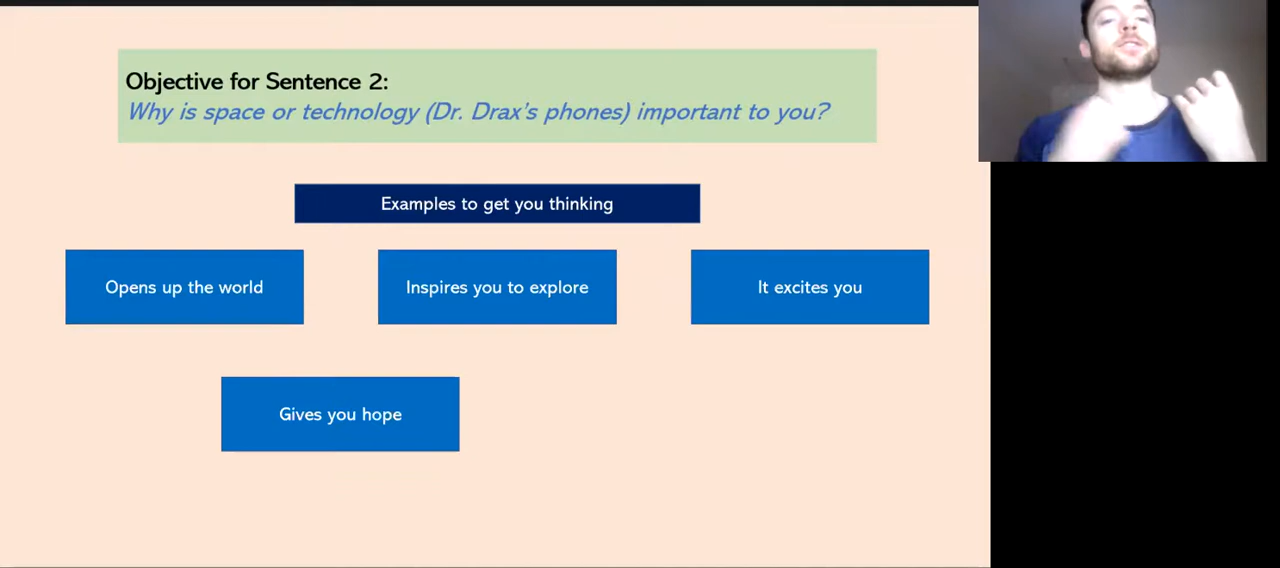 Objective for Sentence 2:
Why is space or technology (Dr. Drax's phones) important to you?
Examples to get you thinking
Opens up the world
Inspires you to explore
It excites you
Gives you hope